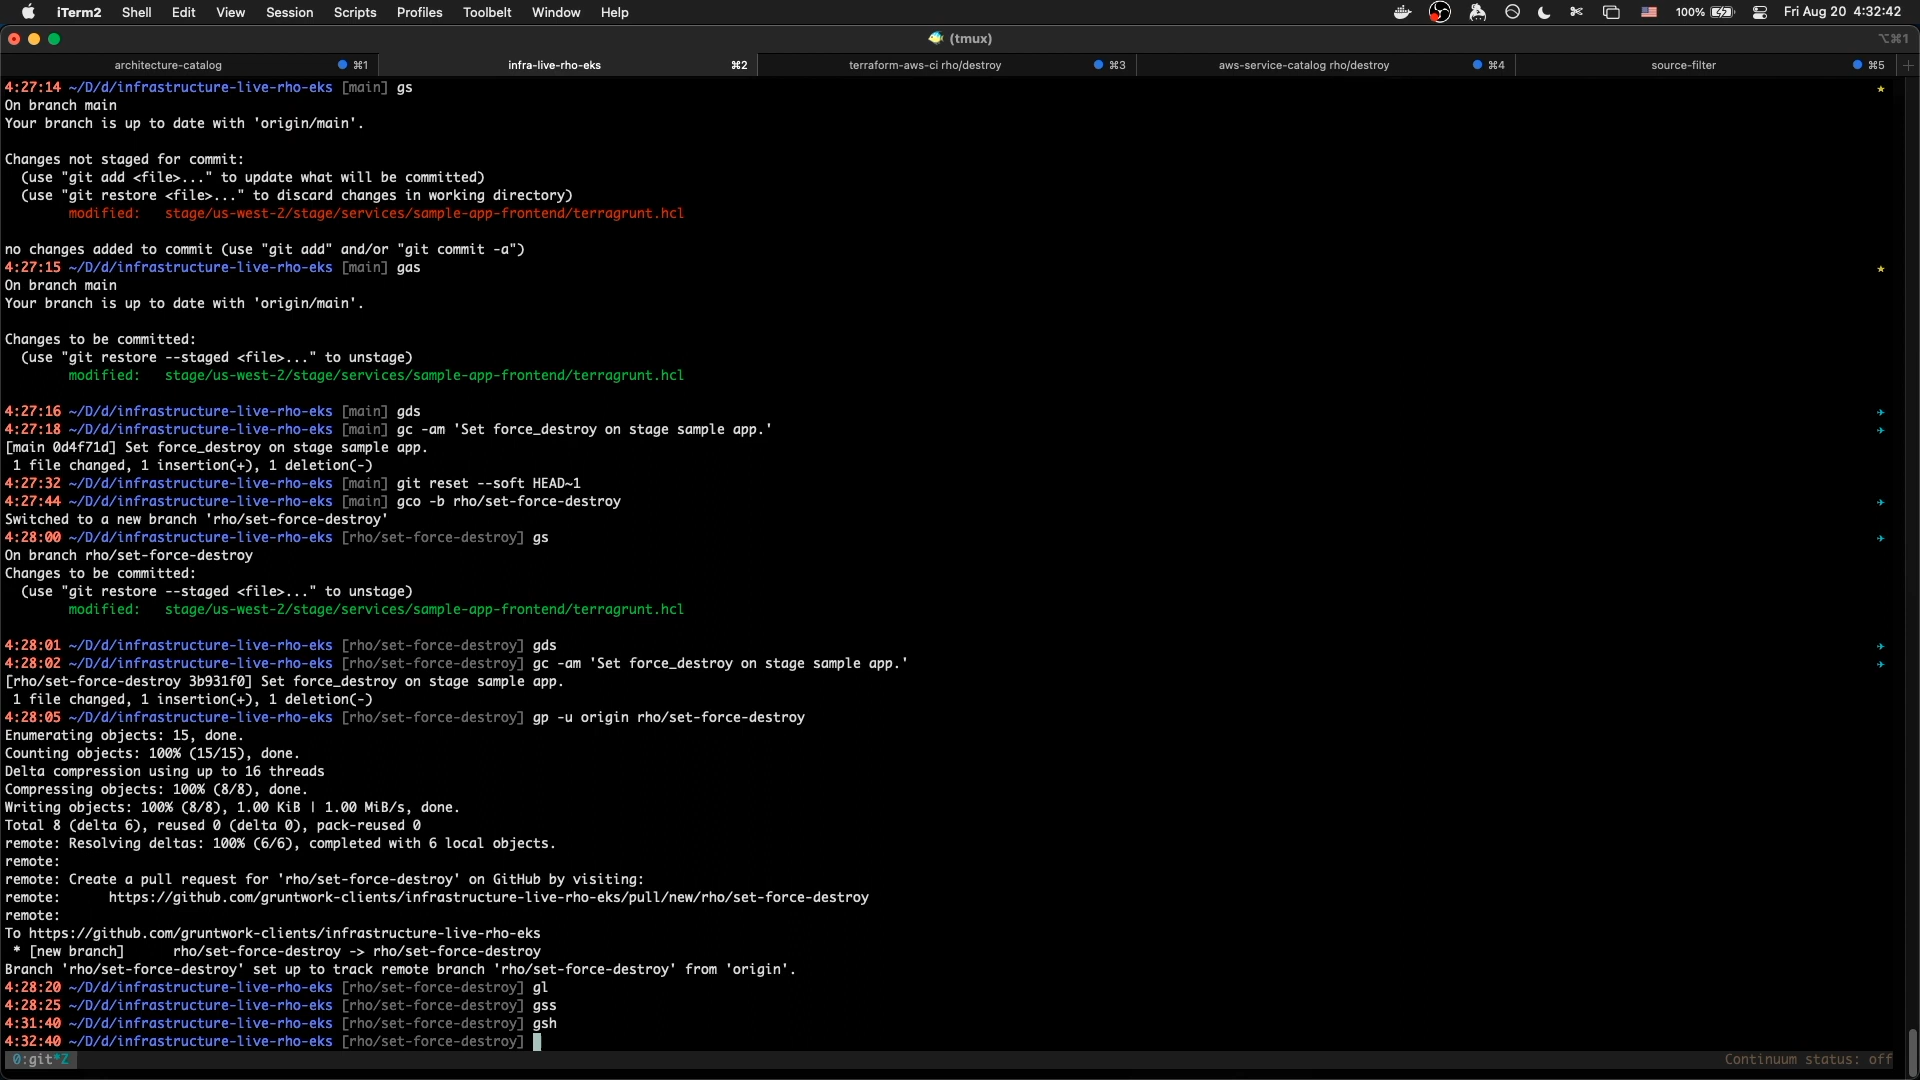 iTerm2 Shell Edit View Session Scripts Profiles Toolbelt Window Help 100% Fri Aug 20 4:32:42
(tmux) ⌥⌘1
architecture-catalog ⌘1 infra-live-rho-eks ⌘2 terraform-aws-ci rho/destroy ⌘3 aws-service-catalog rho/destroy ⌘4 source-filter ⌘5 +
4:27:14 ~/D/d/infrastructure-live-rho-eks [main] gs
On branch main
Your branch is up to date with 'origin/main'.
Changes not staged for commit:
(use "git add <file>..." to update what will be committed)
(use "git restore <file>..." to discard changes in working directory)
modified: stage/us-west-2/stage/services/sample-app-frontend/terragrunt.hcl
no changes added to commit (use "git add" and/or "git commit -a")
4:27:15 ~/D/d/infrastructure-live-rho-eks [main] gas
On branch main
Your branch is up to date with 'origin/main'.
Changes to be committed:
(use "git restore --staged <file>..." to unstage)
modified: stage/us-west-2/stage/services/sample-app-frontend/terragrunt.hcl
4:27:16 ~/D/d/infrastructure-live-rho-eks [main] gds
4:27:18 ~/D/d/infrastructure-live-rho-eks [main] gc -am 'Set force_destroy on stage sample app.'
[main 0d4f71d] Set force_destroy on stage sample app.
1 file changed, 1 insertion(+), 1 deletion(-)
4:27:32 ~/D/d/infrastructure-live-rho-eks [main] git reset --soft HEAD~1
4:27:44 ~/D/d/infrastructure-live-rho-eks [main] gco -b rho/set-force-destroy
Switched to a new branch 'rho/set-force-destroy'
4:28:00 ~/D/d/infrastructure-live-rho-eks [rho/set-force-destroy] gs
On branch rho/set-force-destroy
Changes to be committed:
(use "git restore --staged <file>..." to unstage)
modified: stage/us-west-2/stage/services/sample-app-frontend/terragrunt.hcl
4:28:01 ~/D/d/infrastructure-live-rho-eks [rho/set-force-destroy] gds
4:28:02 ~/D/d/infrastructure-live-rho-eks [rho/set-force-destroy] gc -am 'Set force_destroy on stage sample app.'
[rho/set-force-destroy 3b931f0] Set force_destroy on stage sample app.
1 file changed, 1 insertion(+), 1 deletion(-)
4:28:05 ~/D/d/infrastructure-live-rho-eks [rho/set-force-destroy] gp -u origin rho/set-force-destroy
Enumerating objects: 15, done.
Counting objects: 100% (15/15), done.
Delta compression using up to 16 threads
Compressing objects: 100% (8/8), done.
Writing objects: 100% (8/8), 1.00 KiB | 1.00 MiB/s, done.
Total 8 (delta 6), reused 0 (delta 0), pack-reused 0
remote: Resolving deltas: 100% (6/6), completed with 6 local objects.
remote:
remote: Create a pull request for 'rho/set-force-destroy' on GitHub by visiting:
remote: https://github.com/gruntwork-clients/infrastructure-live-rho-eks/pull/new/rho/set-force-destroy
remote:
To https://github.com/gruntwork-clients/infrastructure-live-rho-eks
* [new branch] rho/set-force-destroy -> rho/set-force-destroy
Branch 'rho/set-force-destroy' set up to track remote branch 'rho/set-force-destroy' from 'origin'.
4:28:20 ~/D/d/infrastructure-live-rho-eks [rho/set-force-destroy] gl
4:28:25 ~/D/d/infrastructure-live-rho-eks [rho/set-force-destroy] gss
4:31:40 ~/D/d/infrastructure-live-rho-eks [rho/set-force-destroy] gsh
4:32:40 ~/D/d/infrastructure-live-rho-eks [rho/set-force-destroy]
0:git*Z Continuum status: off